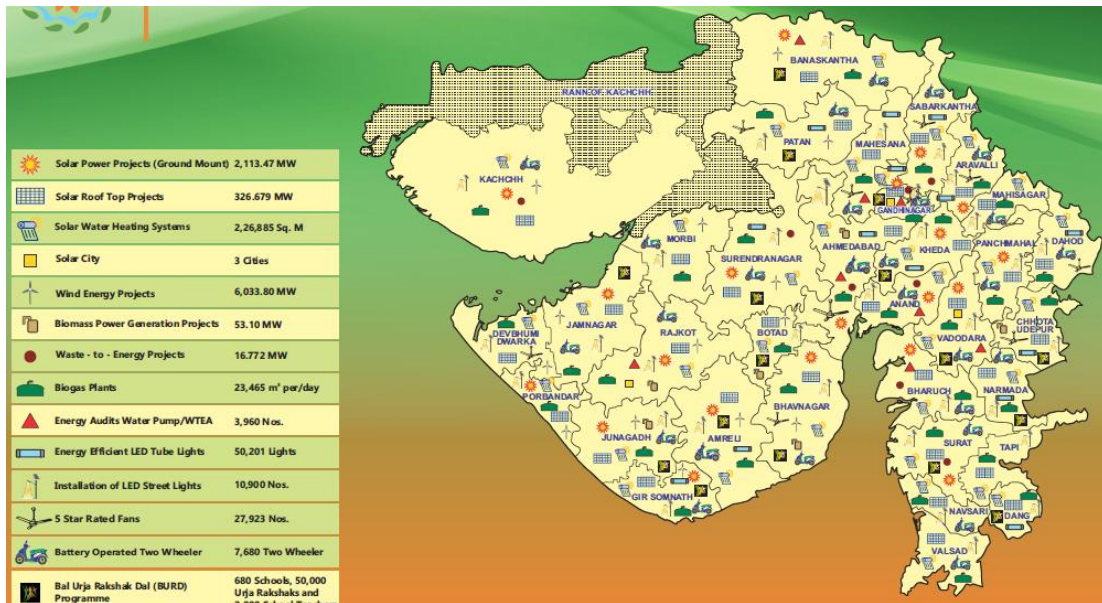 Solar Power Projects (Ground Mount) 2,113.47 MW
Solar Roof Top Projects 326.679 MW
Solar Water Heating Systems 2,26,885 Sq. M
Solar City 3 Cities
Wind Energy Projects 6,033.80 MW
Biomass Power Generation Projects 53.10 MW
Waste - to - Energy Projects 16.772 MW
Biogas Plants 23,465 m³ per/day
Energy Audits Water Pump/WTEA 3,960 Nos.
Energy Efficient LED Tube Lights 50,201 Lights
Installation of LED Street Lights 10,900 Nos.
5 Star Rated Fans 27,923 Nos.
Battery Operated Two Wheeler 7,680 Two Wheeler
Bal Urja Rakshak Dal (BURD)
Programme
680 Schools, 50,000
Urja Rakshaks and
BANASKANTHA
RANN OF KACHCHH
SABARKANTHA
PATAN
MAHESANA
ARAVALLI
KACHCHH
MAHISAGAR
GANDHINAGAR
MORBI
AHMEDABAD
KHEDA
PANCHMAHAL
DAHOD
SURENDRANAGAR
ANAND
JAMNAGAR
CHHOTA
UDEPUR
DEVBHUMI
DWARKA
RAJKOT
BOTAD
VADODARA
PORBANDAR
BHARUCH
NARMADA
BHAVNAGAR
JUNAGADH
AMRELI
SURAT
TAPI
GIR SOMNATH
NAVSARI
DANG
VALSAD